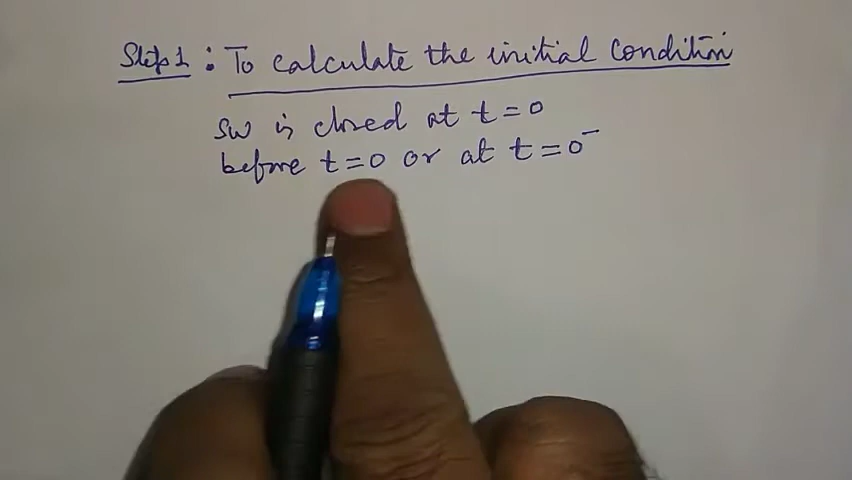 Step 1 : To calculate the initial condition
SW is closed at t = 0
before t = 0 or at t = 0⁻